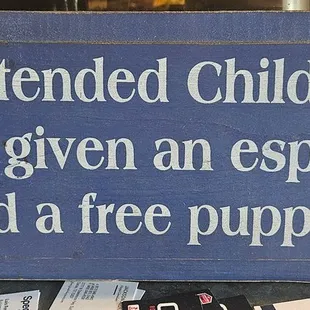 tended Child
given an esp
d a free pupp